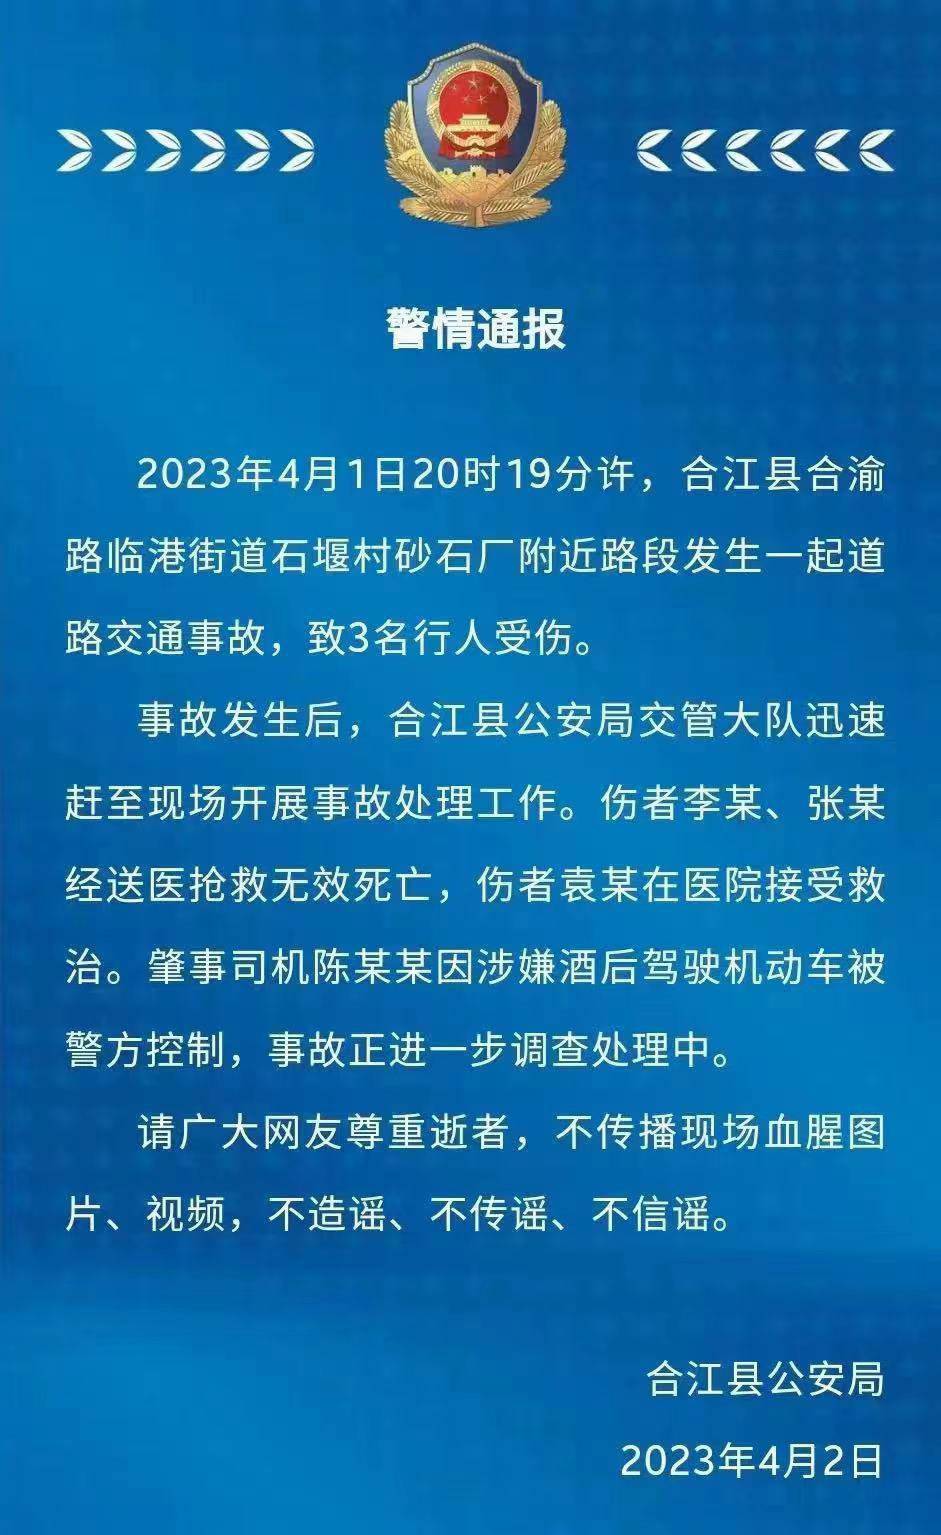 警情通报
2023年4月1日20时19分许，合江县合渝
路临港街道石堰村砂石厂附近路段发生一起道
路交通事故，致3名行人受伤。
事故发生后，合江县公安局交管大队迅速
赶至现场开展事故处理工作。伤者李某、张某
经送医抢救无效死亡，伤者袁某在医院接受救
治。肇事司机陈某某因涉嫌酒后驾驶机动车被
警方控制，事故正进一步调查处理中。
请广大网友尊重逝者，不传播现场血腥图
片、视频，不造谣、不传谣、不信谣。
合江县公安局
2023年4月2日